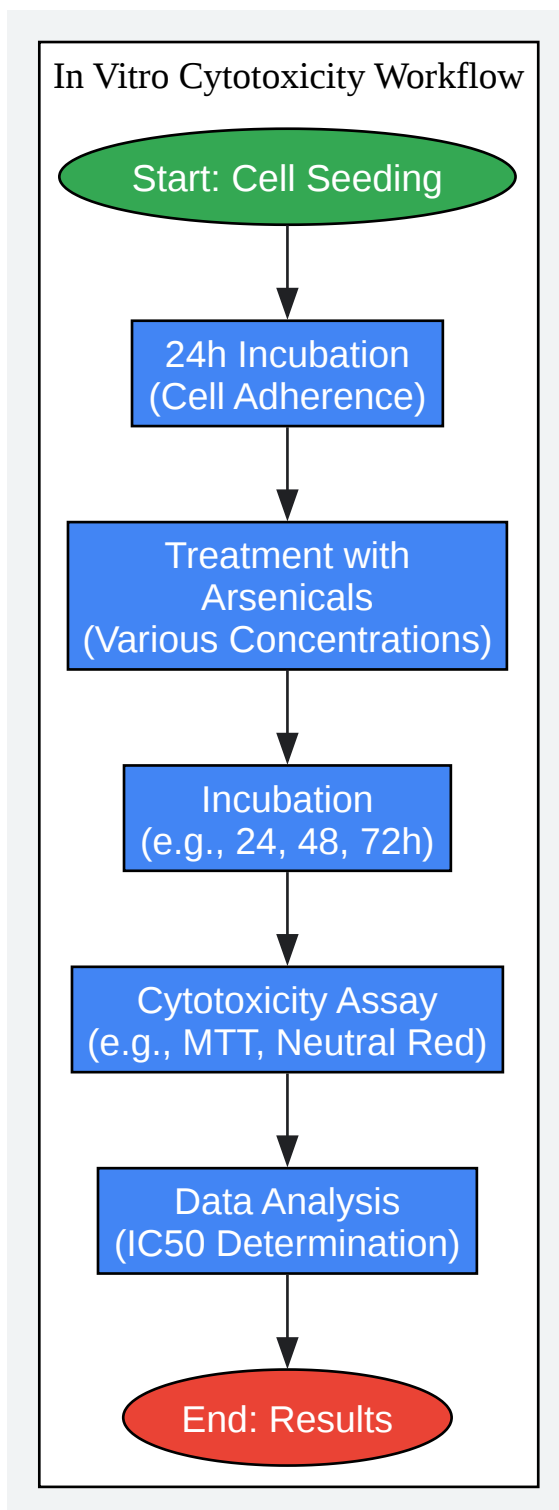 In Vitro Cytotoxicity Workflow
Start: Cell Seeding
24h Incubation
(Cell Adherence)
Treatment with
Arsenicals
(Various Concentrations)
Incubation
(e.g., 24, 48, 72h)
Cytotoxicity Assay
(e.g., MTT, Neutral Red)
Data Analysis
(IC50 Determination)
End: Results